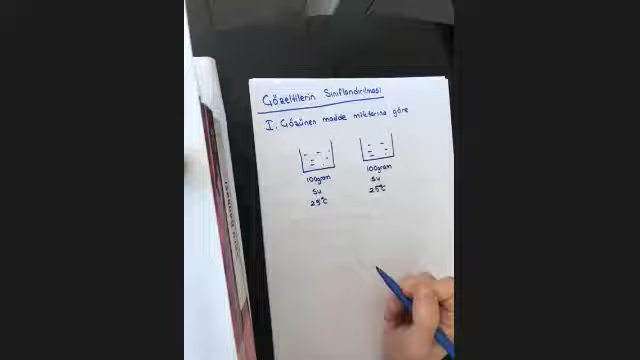 Çözeltilerin Sınıflandırılması
I: Çözünen madde miktarına göre
100gram 100gram
su su
25°C 25°C